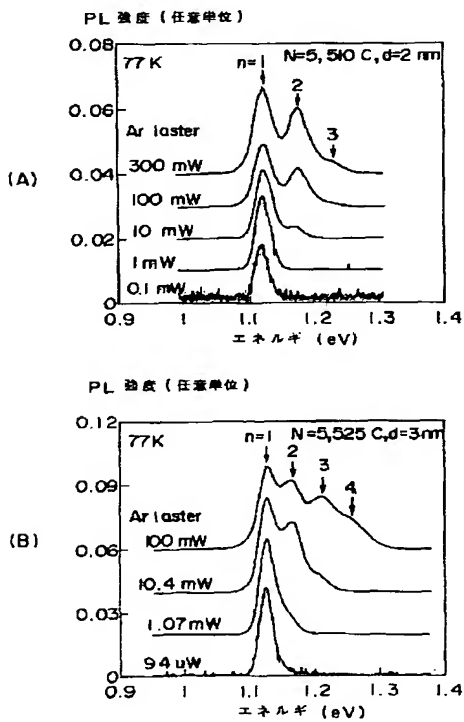 PL 強度 (任意単位)
0.08
77K
n=1
N=5,510 C, d=2 nm
2
3
0.06
Ar laster
300 mW
(A)
0.04
100 mW
10 mW
0.02
1 mW
0.1 mW
0
0.9
1
1.1
1.2
1.3
1.4
エネルギ (eV)
PL 強度 (任意単位)
0.12
77K
n=1
N=5,525 C, d=3 nm
2
3
4
0.09
Ar laster
100 mW
(B)
0.06
10.4 mW
0.03
1.07 mW
94 uW
0
0.9
1
1.1
1.2
1.3
1.4
エネルギ (eV)